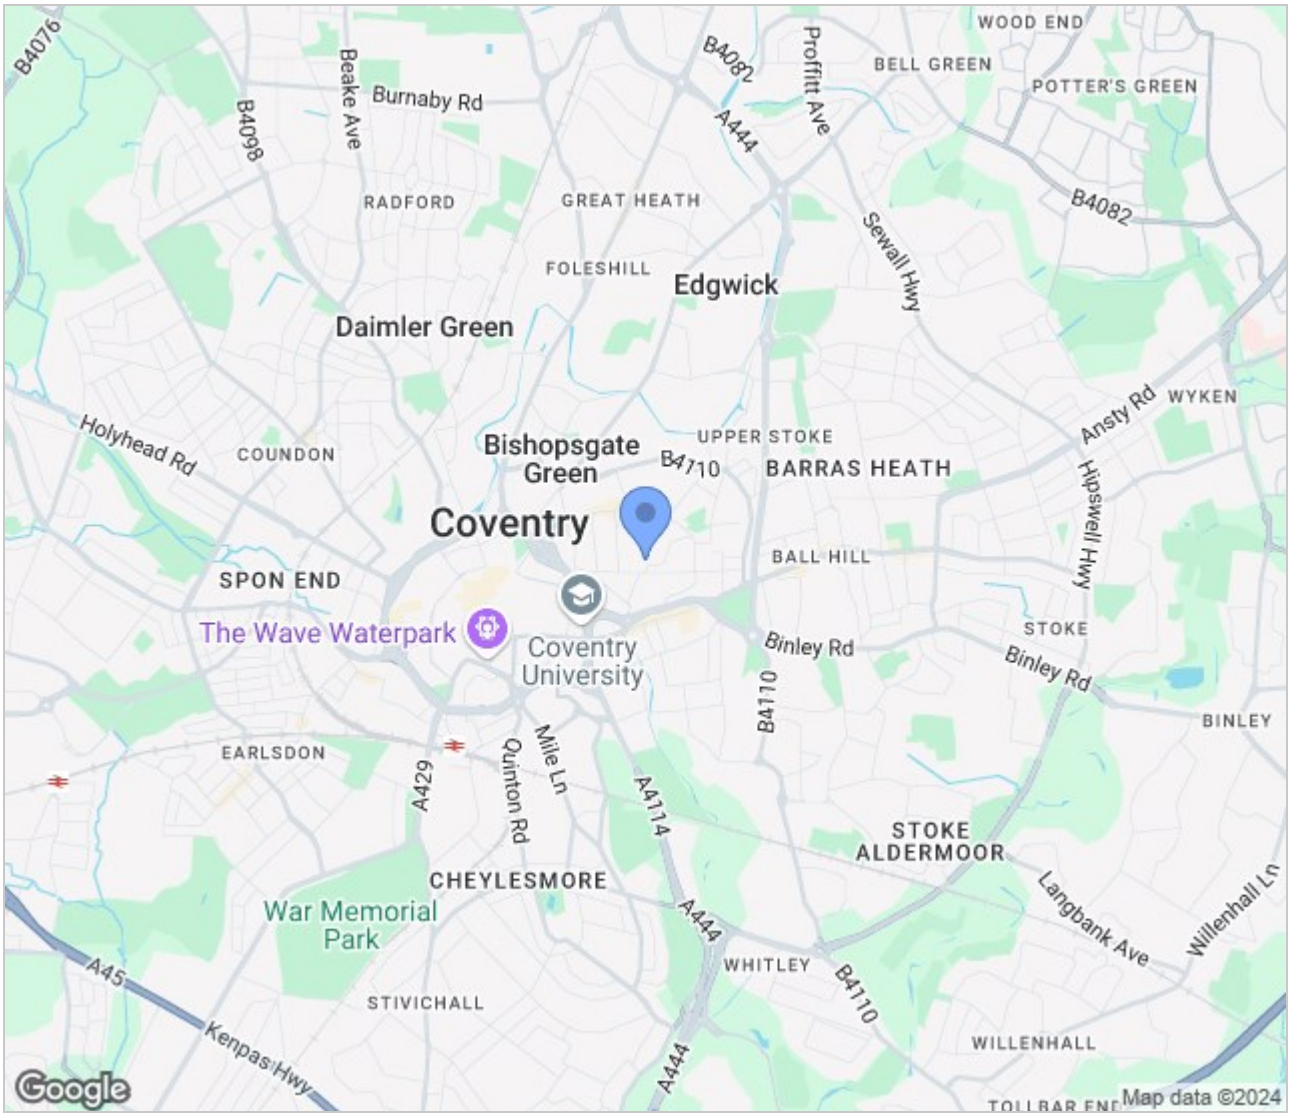 WOOD END
B4076
B4082
Proffitt Ave
BELL GREEN
POTTER'S GREEN
Beake Ave
Burnaby Rd
B4098
A444
RADFORD
GREAT HEATH
B4082
Sewall Hwy
FOLESHILL
Edgwick
Daimler Green
WYKEN
Ansty Rd
Holyhead Rd
COUNDON
Bishopsgate
Green
UPPER STOKE
B4110
BARRAS HEATH
Hipswell Hwy
Coventry
BALL HILL
SPON END
The Wave Waterpark
Coventry
University
STOKE
Binley Rd
Binley Rd
B4110
BINLEY
EARLSDON
Mile Ln
Quinton Rd
A429
A4114
STOKE
ALDERMOOR
CHEYLESMORE
Langbank Ave
Willenhall Ln
War Memorial
Park
A444
WHITLEY
A45
B4110
STIVICHALL
Kenpas Hwy
WILLENHALL
A444
Google
TOLLBAR END
Map data ©2024